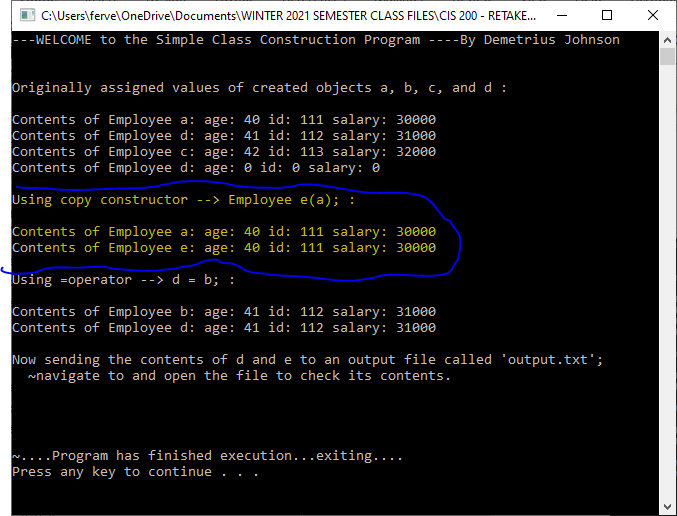 C:\Users\ferve\OneDrive\Documents\WINTER 2021 SEMESTER CLASS FILES\CIS 200 - RETAKE...
---WELCOME to the Simple Class Construction Program ----By Demetrius Johnson
Originally assigned values of created objects a, b, c, and d :
Contents of Employee a: age: 40 id: 111 salary: 30000
Contents of Employee d: age: 41 id: 112 salary: 31000
Contents of Employee c: age: 42 id: 113 salary: 32000
Contents of Employee d: age: 0 id: 0 salary: 0
Using copy constructor --> Employee e(a); :
Contents of Employee a: age: 40 id: 111 salary: 30000
Contents of Employee e: age: 40 id: 111 salary: 30000
Using =operator --> d = b; :
Contents of Employee b: age: 41 id: 112 salary: 31000
Contents of Employee d: age: 41 id: 112 salary: 31000
Now sending the contents of d and e to an output file called 'output.txt';
~navigate to and open the file to check its contents.
~....Program has finished execution...exiting....
Press any key to continue . . .